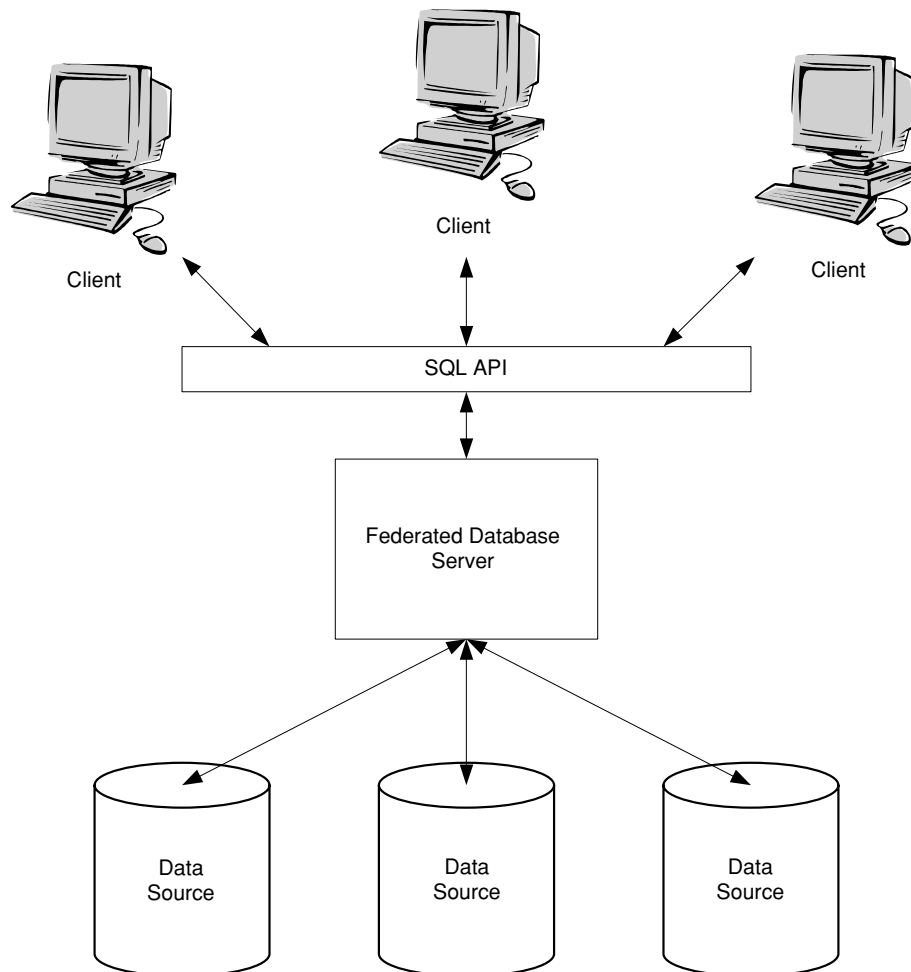 Client
Client
Client
SQL API
Federated Database
Server
Data
Source
Data
Source
Data
Source